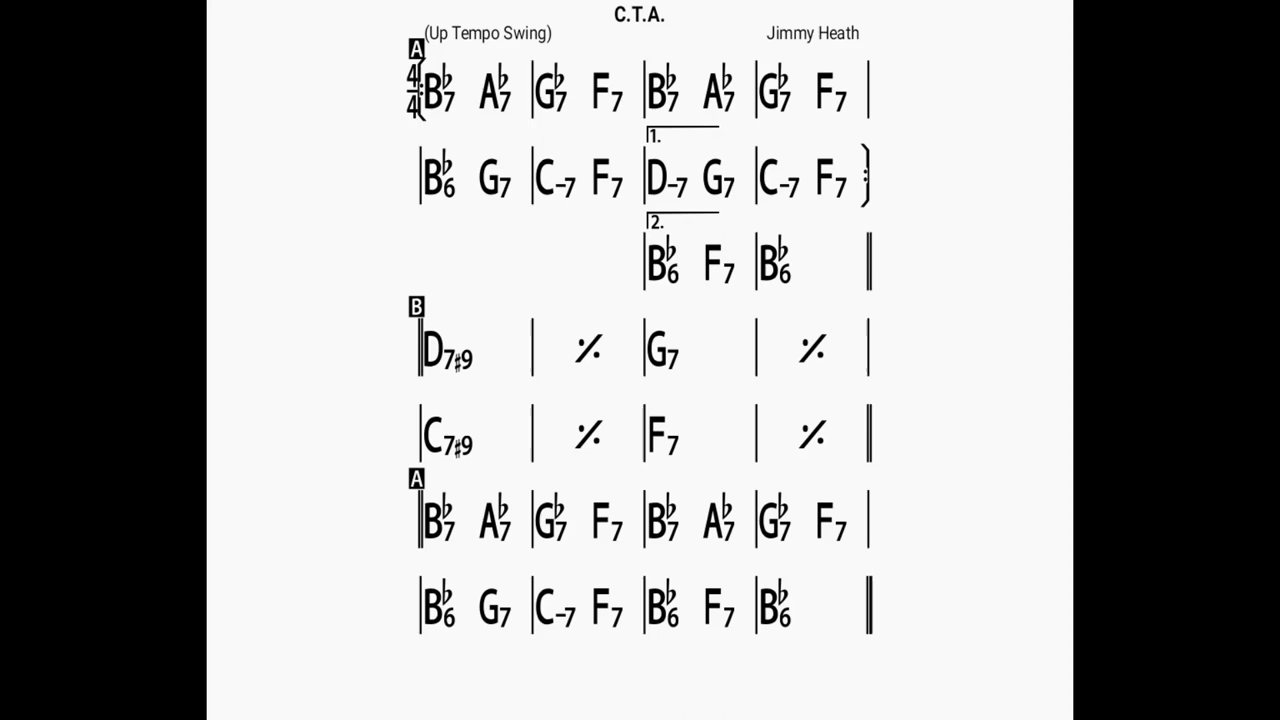 C.T.A.
(Up Tempo Swing) Jimmy Heath
A
4/4 B♭7 A♭7 G♭7 F7 B♭7 A♭7 G♭7 F7
1.
B♭6 G7 C-7 F7 D-7 G7 C-7 F7
2.
B♭6 F7 B♭6
B
D7♯9 𝄎 G7 𝄎
C7♯9 𝄎 F7 𝄎
A
B♭7 A♭7 G♭7 F7 B♭7 A♭7 G♭7 F7
B♭6 G7 C-7 F7 B♭6 F7 B♭6